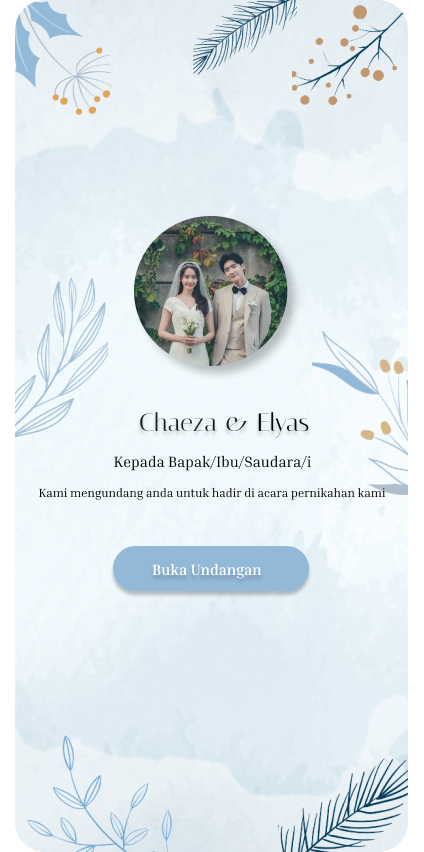 Chaeza & Elyas
Kepada Bapak/Ibu/Saudara/i
Kami mengundang anda untuk hadir di acara pernikahan kami
Buka Undangan